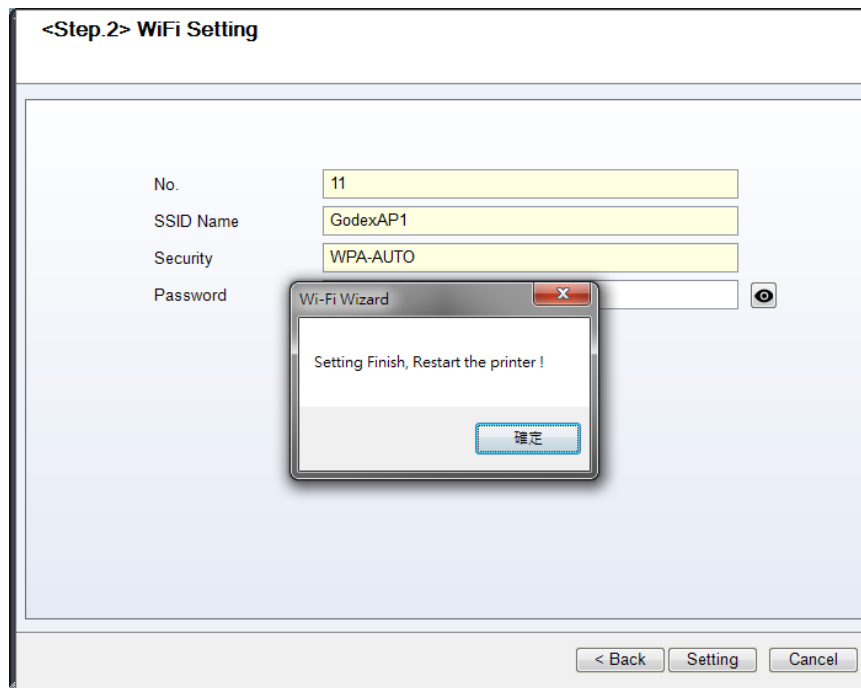 <Step.2> WiFi Setting
No. 11
SSID Name GodexAP1
Security WPA-AUTO
Password
Wi-Fi Wizard
Setting Finish, Restart the printer !
確定
< Back Setting Cancel